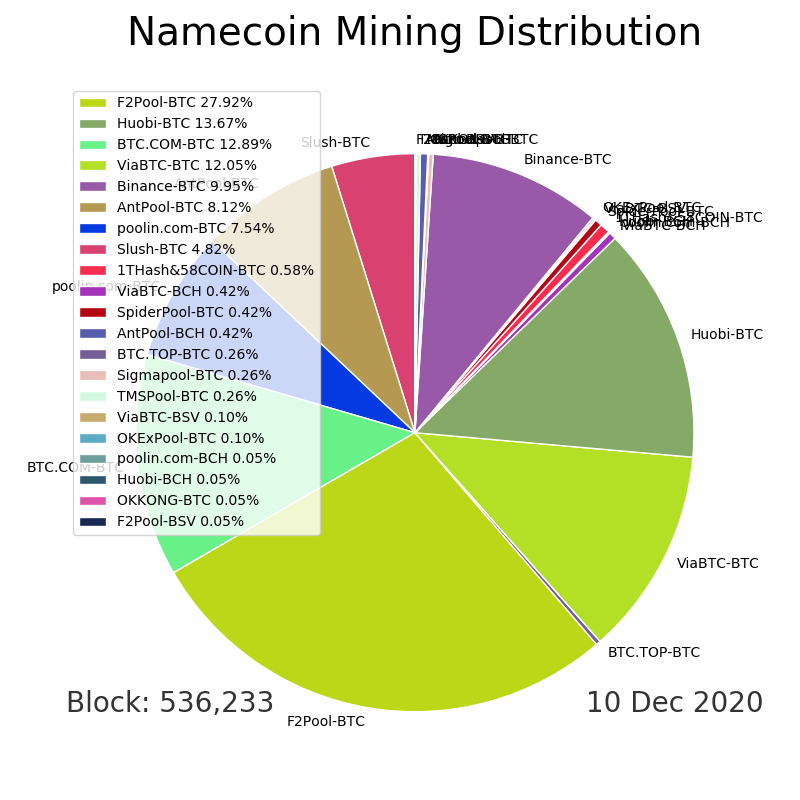 Namecoin Mining Distribution
F2Pool-BTC 27.92%
Huobi-BTC 13.67%
BTC.COM-BTC 12.89%
ViaBTC-BTC 12.05%
Binance-BTC 9.95%
AntPool-BTC 8.12%
poolin.com-BTC 7.54%
Slush-BTC 4.82%
1THash&58COIN-BTC 0.58%
ViaBTC-BCH 0.42%
SpiderPool-BTC 0.42%
AntPool-BCH 0.42%
BTC.TOP-BTC 0.26%
Sigmapool-BTC 0.26%
TMSPool-BTC 0.26%
ViaBTC-BSV 0.10%
OKExPool-BTC 0.10%
poolin.com-BCH 0.05%
Huobi-BCH 0.05%
OKKONG-BTC 0.05%
F2Pool-BSV 0.05%
Slush-BTC
Binance-BTC
poolin.com-BTC
Huobi-BTC
BTC.COM-BTC
ViaBTC-BTC
BTC.TOP-BTC
F2Pool-BTC
Block: 536,233
10 Dec 2020